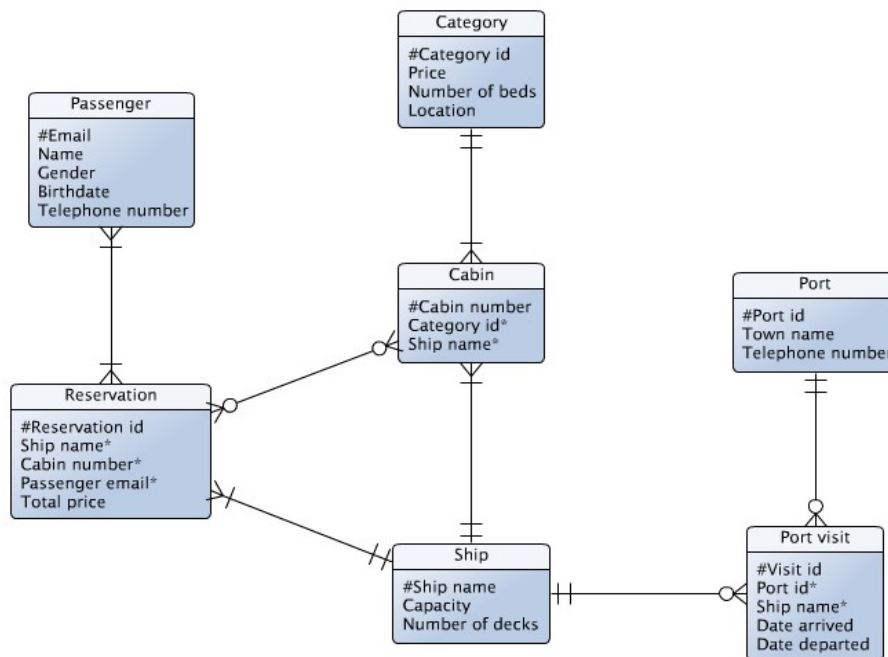 Category
#Category id
Price
Number of beds
Location
Passenger
#Email
Name
Gender
Birthdate
Telephone number
Cabin
#Cabin number
Category id*
Ship name*
Port
#Port id
Town name
Telephone number
Reservation
#Reservation id
Ship name*
Cabin number*
Passenger email*
Total price
Ship
#Ship name
Capacity
Number of decks
Port visit
#Visit id
Port id*
Ship name*
Date arrived
Date departed